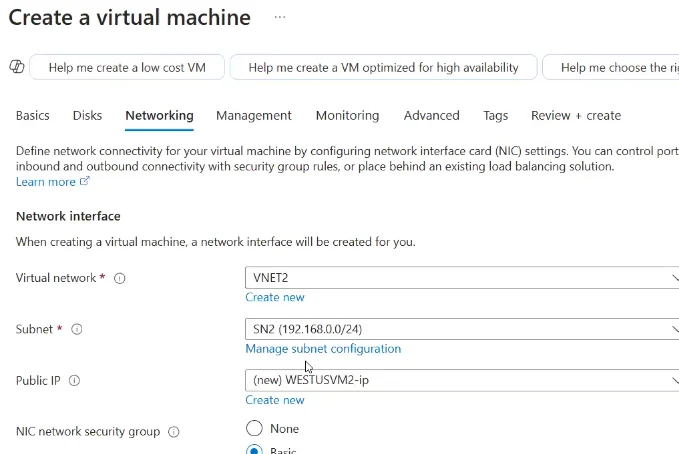 Create a virtual machine ...
Help me create a low cost VM Help me create a VM optimized for high availability Help me choose the
Basics Disks Networking Management Monitoring Advanced Tags Review + create
Define network connectivity for your virtual machine by configuring network interface card (NIC) settings. You can control port
inbound and outbound connectivity with security group rules, or place behind an existing load balancing solution.
Learn more
Network interface
When creating a virtual machine, a network interface will be created for you.
Virtual network * VNET2
Create new
Subnet * SN2 (192.168.0.0/24)
Manage subnet configuration
Public IP (new) WESTUSVM2-ip
Create new
NIC network security group None
Basic